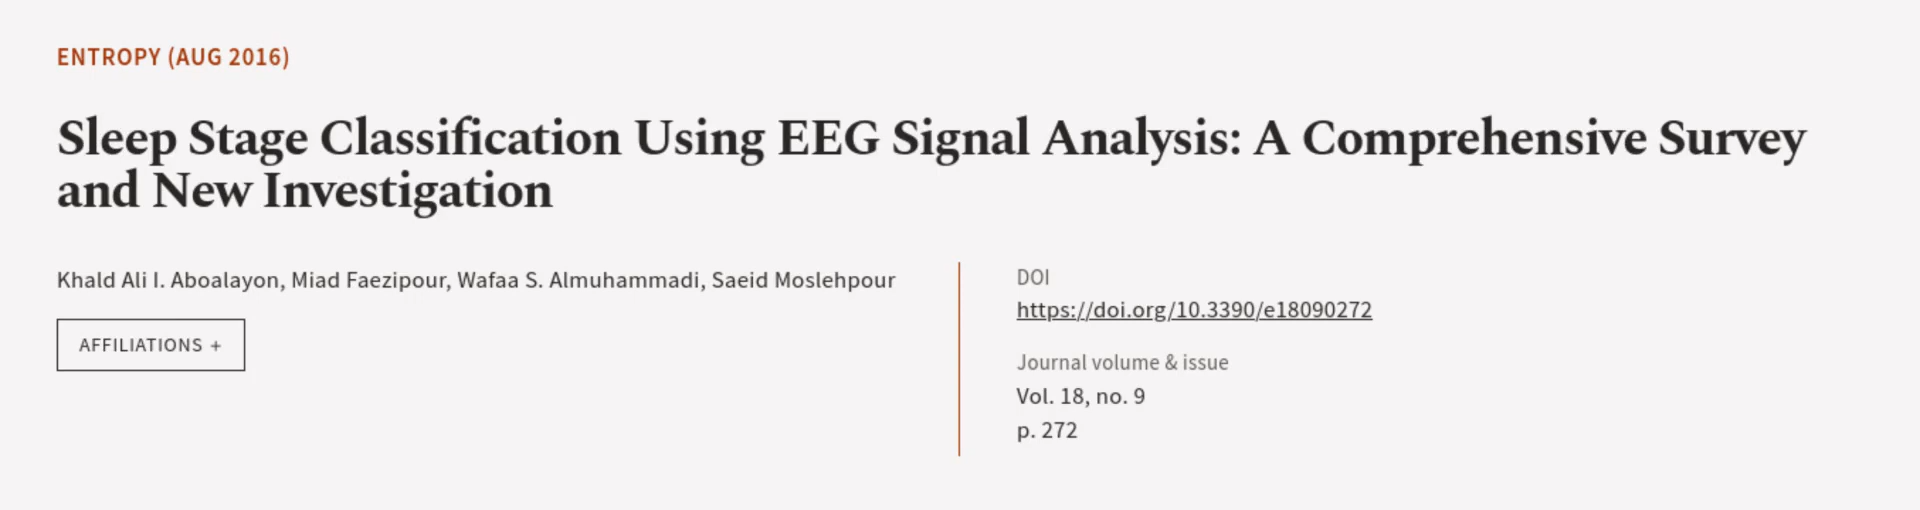 ENTROPY (AUG 2016)
Sleep Stage Classification Using EEG Signal Analysis: A Comprehensive Survey
and New Investigation
Khald Ali I. Aboalayon, Miad Faezipour, Wafaa S. Almuhammadi, Saeid Moslehpour
AFFILIATIONS +
DOI
https://doi.org/10.3390/e18090272
Journal volume & issue
Vol. 18, no. 9
p. 272